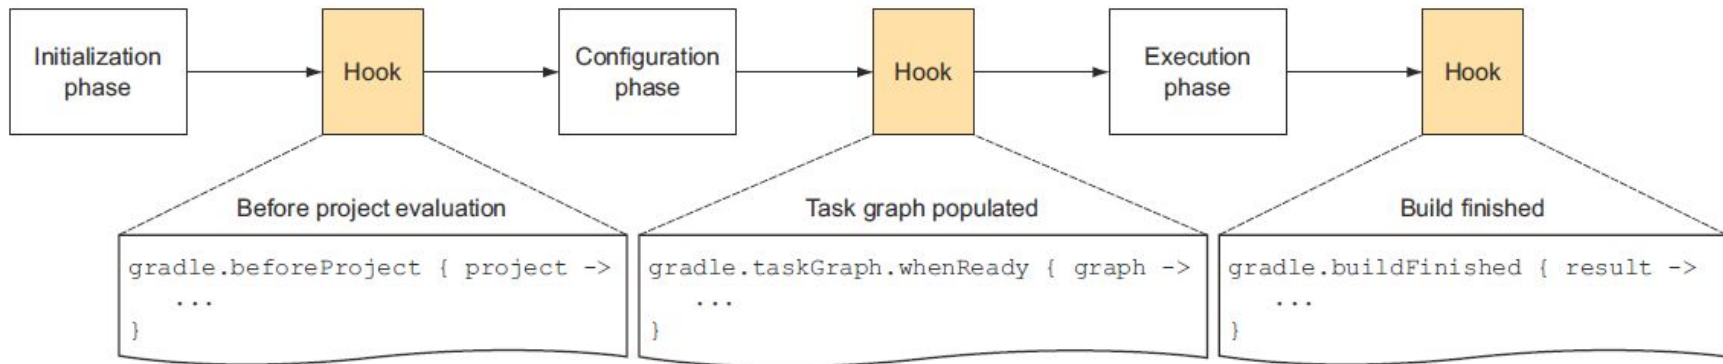 Initialization
phase
Hook
Configuration
phase
Hook
Execution
phase
Hook
Before project evaluation
Task graph populated
Build finished
gradle.beforeProject { project ->
...
}
gradle.taskGraph.whenReady { graph ->
...
}
gradle.buildFinished { result ->
...
}